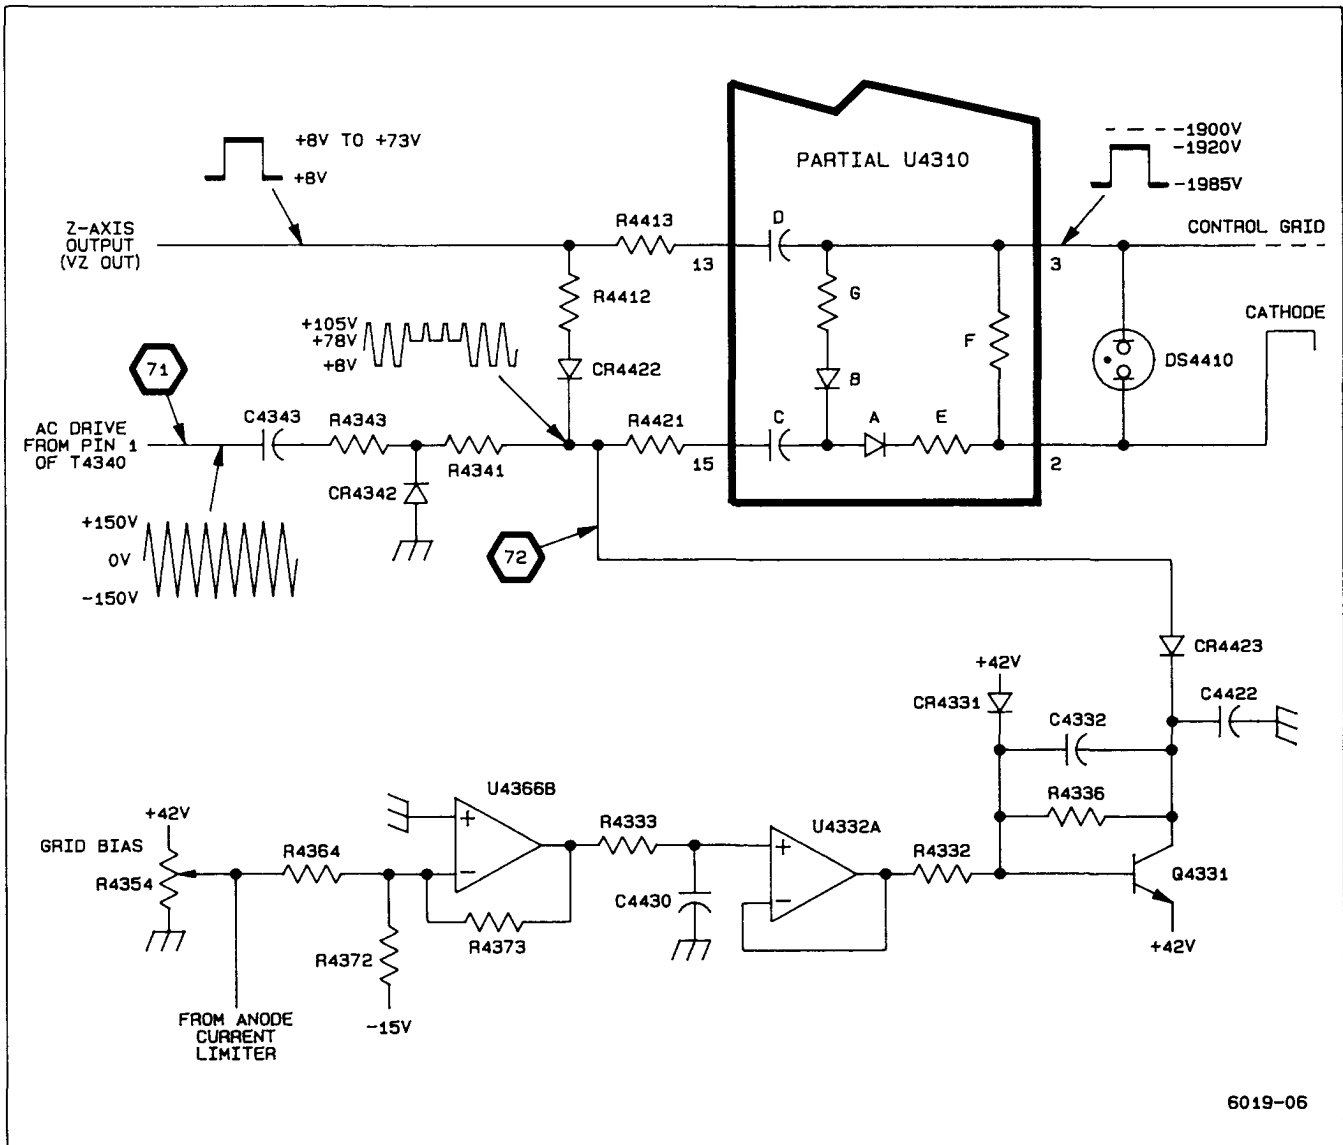 +8V TO +73V
+8V
Z-AXIS
OUTPUT
(VZ OUT)
R4413
13
R4412
CR4422
+105V
+78V
+8V
PARTIAL U4310
D
G
B
F
C
A
E
-1900V
-1920V
-1985V
CONTROL GRID
3
CATHODE
DS4410
71
AC DRIVE
FROM PIN 1
OF T4340
C4343
R4343
R4341
CR4342
R4421
15
2
+150V
0V
-150V
72
CR4423
+42V
CR4331
C4332
C4422
R4336
Q4331
+42V
U4366B
+
-
R4333
U4332A
+
-
R4332
C4430
+42V
GRID BIAS
R4354
R4364
R4373
R4372
-15V
FROM ANODE
CURRENT
LIMITER
6019-06